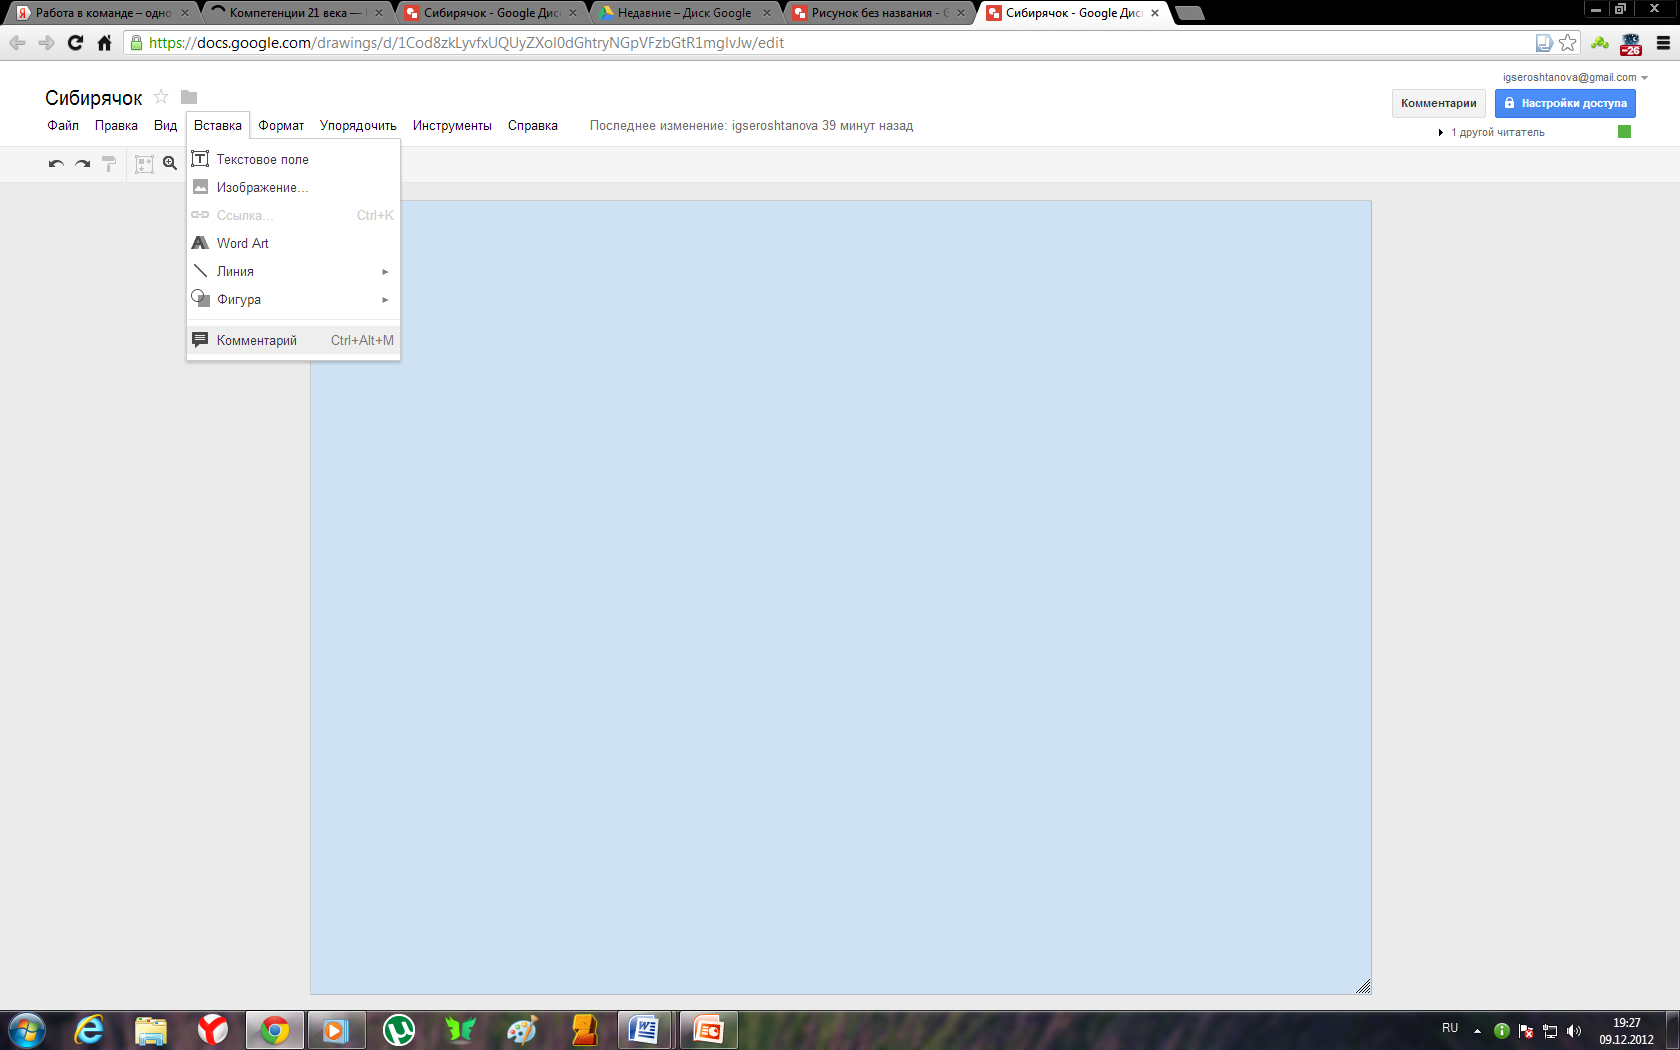 Работа в команде – одно
Компетенции 21 века —
Сибирячок - Google Дис
Недавние – Диск Google
Рисунок без названия - G
Сибирячок - Google Дис
https://docs.google.com/drawings/d/1Cod8zkLyvfxUQUyZXoI0dGhtryNGpVFzbGtR1mgIvJw/edit
-26
igseroshtanova@gmail.com
Сибирячок
Комментарии
Настройки доступа
Файл Правка Вид Вставка Формат Упорядочить Инструменты Справка Последнее изменение: igseroshtanova 39 минут назад
1 другой читатель
Текстовое поле
Изображение...
Ссылка... Ctrl+K
Word Art
Линия
Фигура
Комментарий Ctrl+Alt+M
RU
19:27
09.12.2012